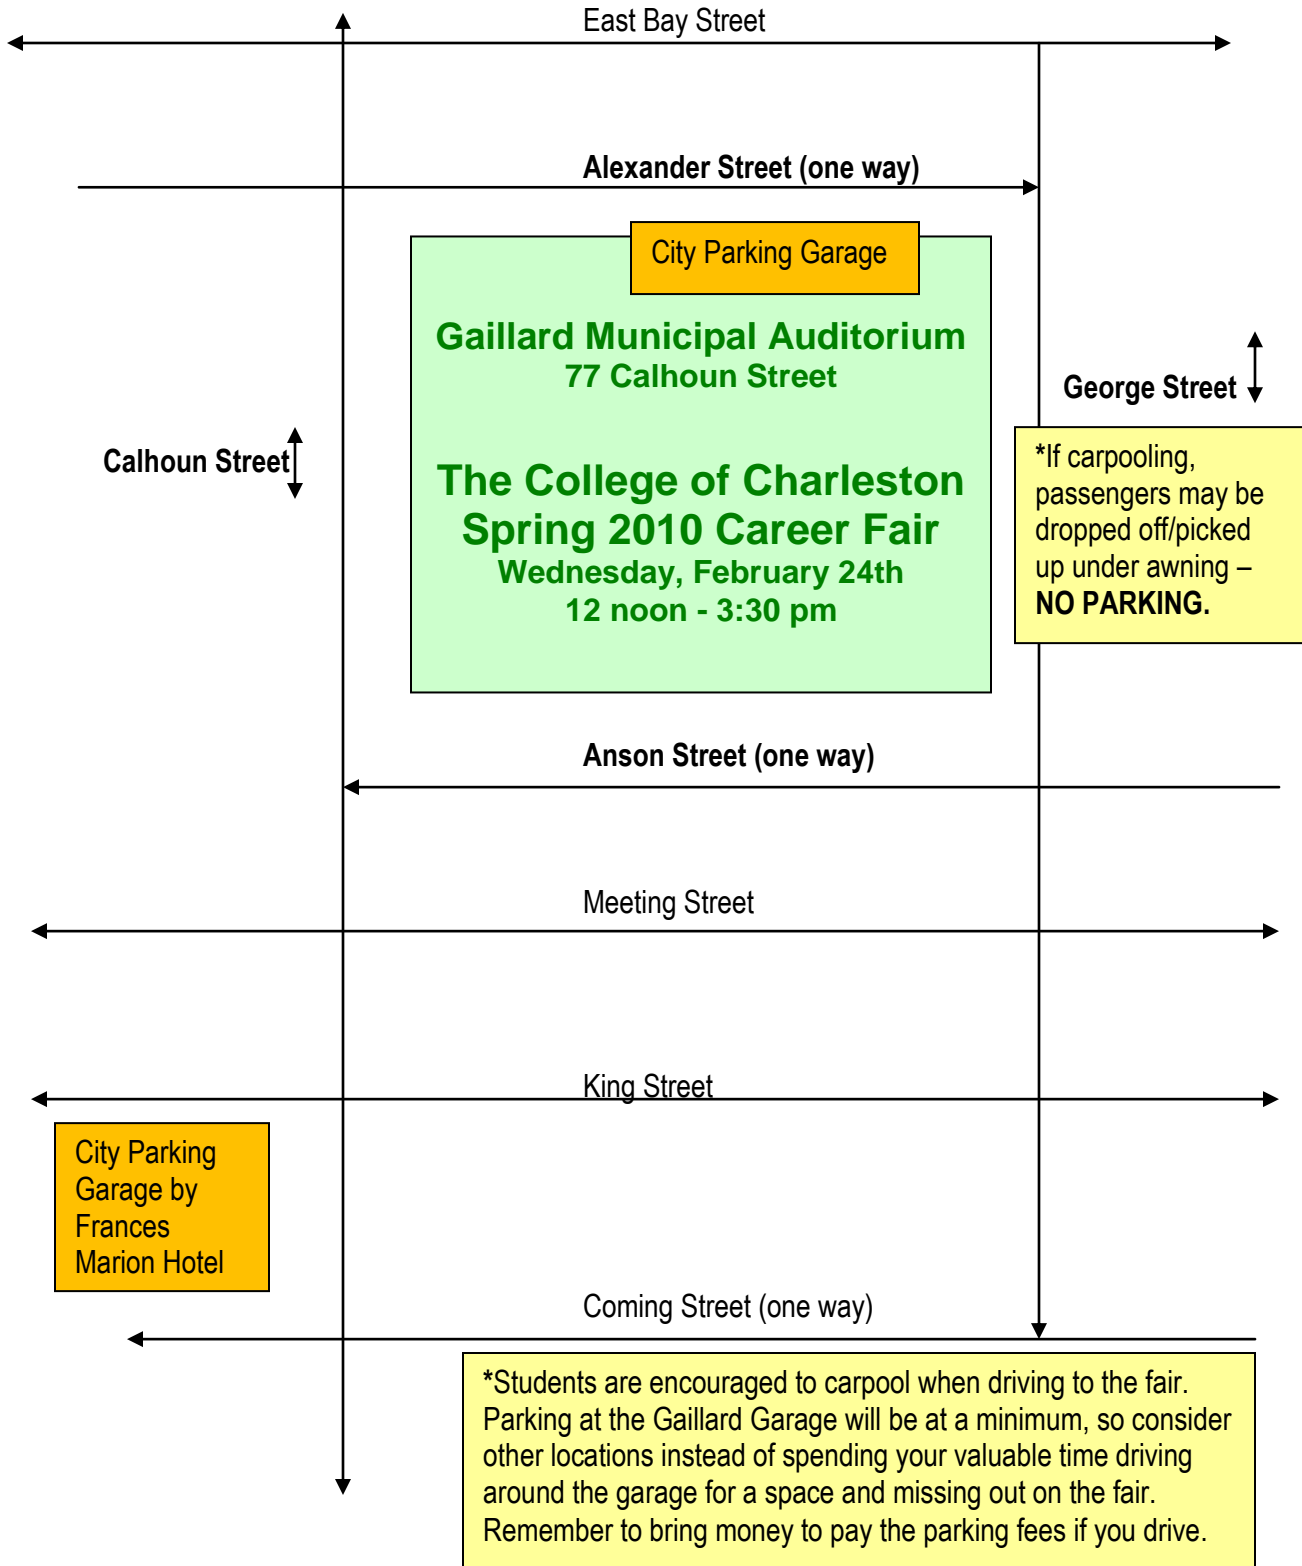 East Bay Street
Alexander Street (one way)
City Parking Garage
Gaillard Municipal Auditorium
77 Calhoun Street
George Street
Calhoun Street
The College of Charleston
Spring 2010 Career Fair
Wednesday, February 24th
12 noon - 3:30 pm
*If carpooling,
passengers may be
dropped off/picked
up under awning –
NO PARKING.
Anson Street (one way)
Meeting Street
King Street
City Parking
Garage by
Frances
Marion Hotel
Coming Street (one way)
*Students are encouraged to carpool when driving to the fair.
Parking at the Gaillard Garage will be at a minimum, so consider
other locations instead of spending your valuable time driving
around the garage for a space and missing out on the fair.
Remember to bring money to pay the parking fees if you drive.